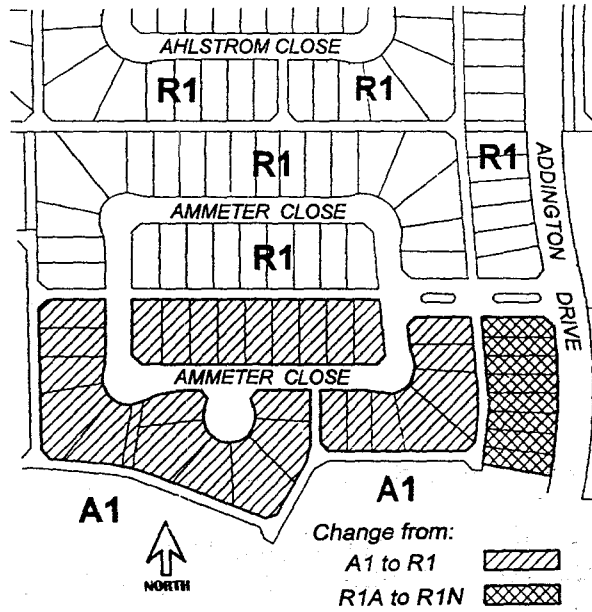 AHLSTROM CLOSE
R1
R1
R1
R1
ADDINGTON DRIVE
AMMETER CLOSE
R1
AMMETER CLOSE
A1
A1
NORTH
Change from:
A1 to R1
R1A to R1N